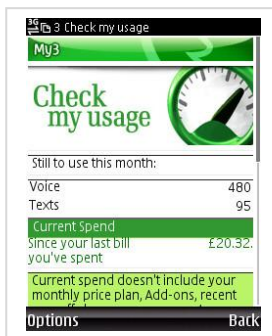 3G 3 Check my usage
My3
Check
my usage
Still to use this month:
Voice 480
Texts 95
Current Spend
Since your last bill £20.32.
you've spent
Current spend doesn't include your
monthly price plan, Add-ons, recent
Options Back